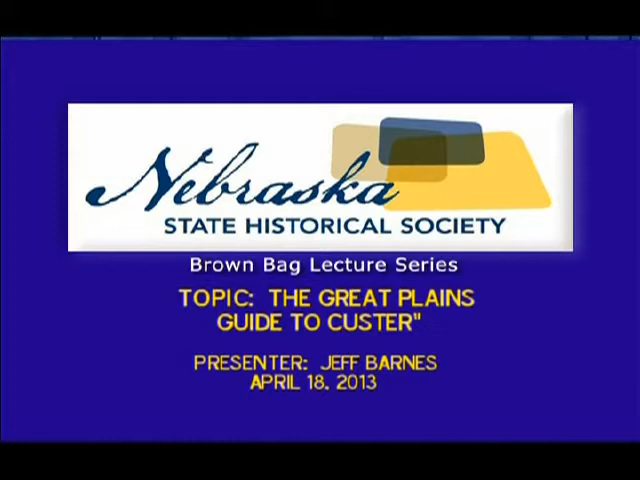 Nebraska
STATE HISTORICAL SOCIETY
Brown Bag Lecture Series
TOPIC: THE GREAT PLAINS
GUIDE TO CUSTER"
PRESENTER: JEFF BARNES
APRIL 18, 2013